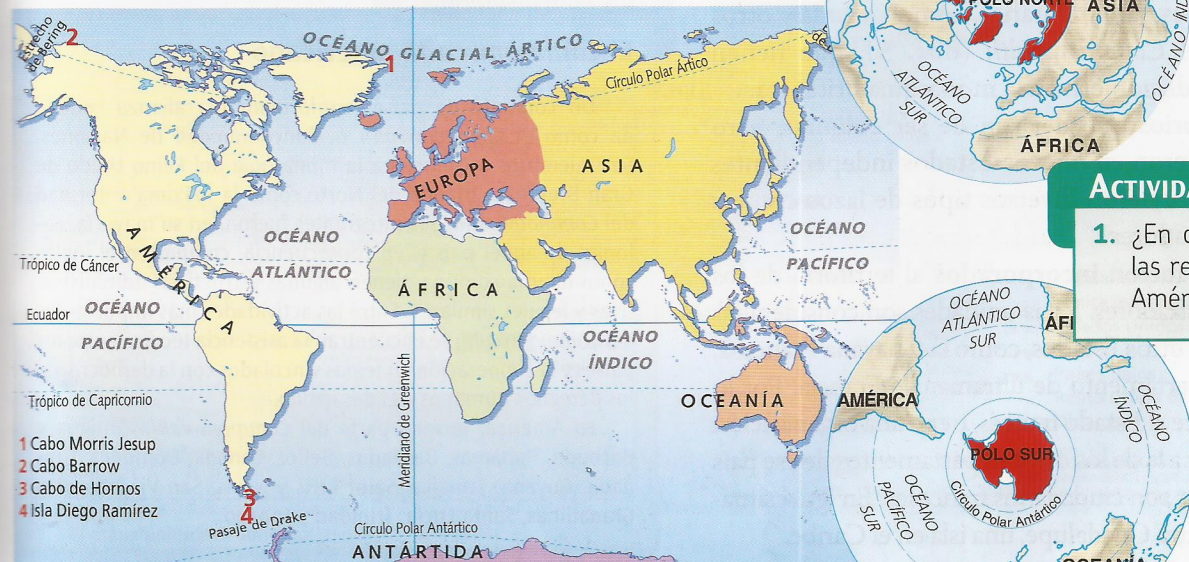 Estrecho de Bering
2
OCÉANO GLACIAL ÁRTICO
1
Círculo Polar Ártico
EUROPA
ASIA
AMÉRICA
OCÉANO
ATLÁNTICO
ÁFRICA
OCÉANO
PACÍFICO
Trópico de Cáncer
Ecuador
OCÉANO
PACÍFICO
OCÉANO
ÍNDICO
Trópico de Capricornio
Meridiano de Greenwich
OCEANÍA
1 Cabo Morris Jesup
2 Cabo Barrow
3 Cabo de Hornos
4 Isla Diego Ramírez
3
4
Pasaje de Drake
Círculo Polar Antártico
ANTÁRTIDA
POLO NORTE
ASIA
OCÉANO
OCÉANO
ATLÁNTICO
SUR
ÁFRICA
ACTIVIDA
1. ¿En
las re
Amér
OCÉANO
ATLÁNTICO
SUR
ÁFRI
AMÉRICA
OCÉANO
ÍNDICO
POLO SUR
Círculo Polar Antártico
OCÉANO
PACÍFICO
SUR
OCEANÍA